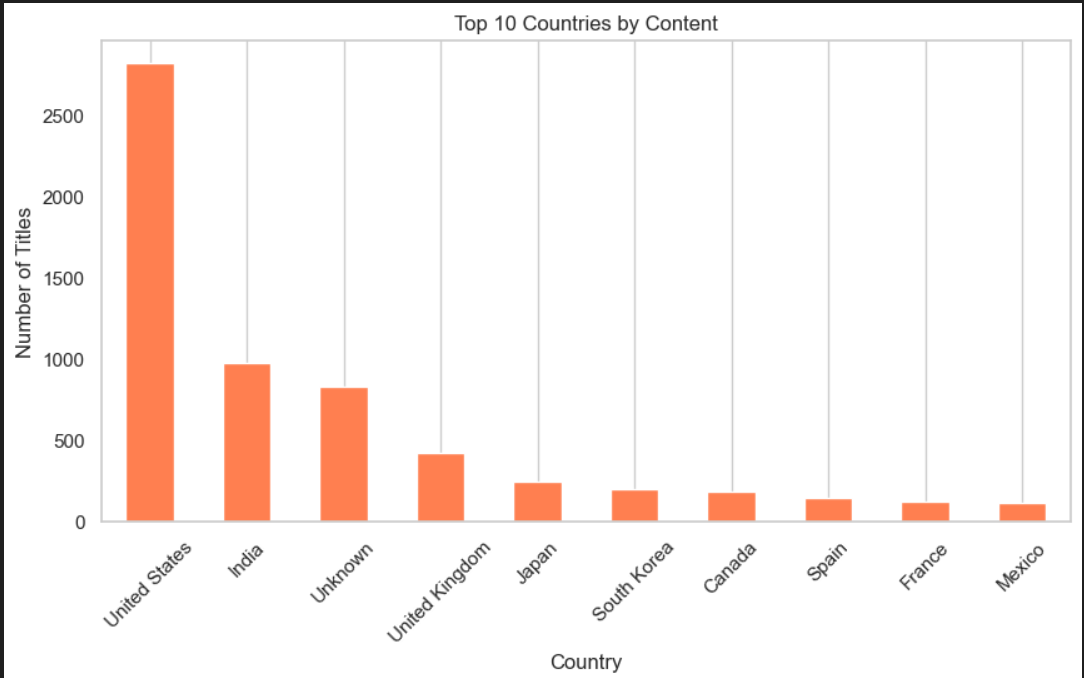 Top 10 Countries by Content
Number of Titles
2500
2000
1500
1000
500
0
United States
India
Unknown
United Kingdom
Japan
South Korea
Canada
Spain
France
Mexico
Country